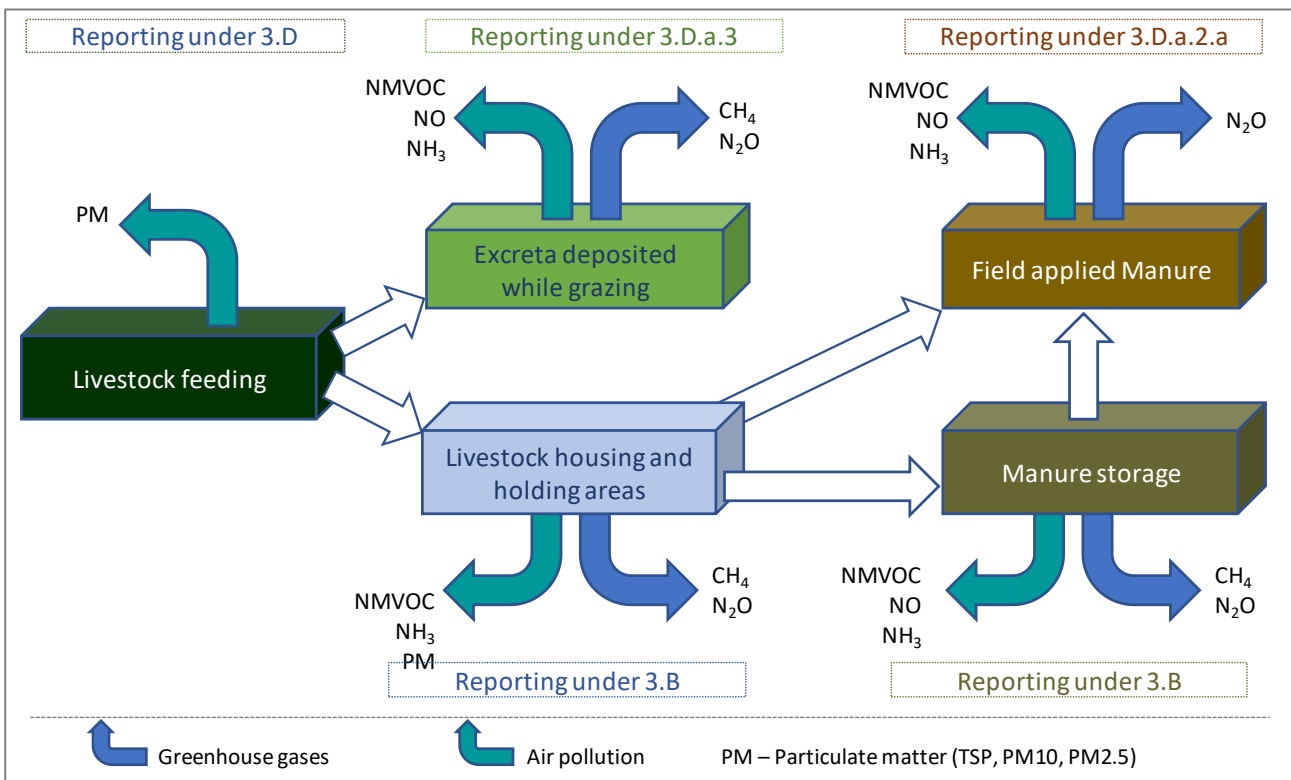 Reporting under 3.D
Reporting under 3.D.a.3
Reporting under 3.D.a.2.a
NMVOC
NO
NH₃
CH₄
N₂O
NMVOC
NO
NH₃
N₂O
PM
Excreta deposited
while grazing
Field applied Manure
Livestock feeding
Livestock housing and
holding areas
Manure storage
NMVOC
NH₃
PM
CH₄
N₂O
NMVOC
NO
NH₃
CH₄
N₂O
Reporting under 3.B
Reporting under 3.B
Greenhouse gases
Air pollution
PM – Particulate matter (TSP, PM10, PM2.5)